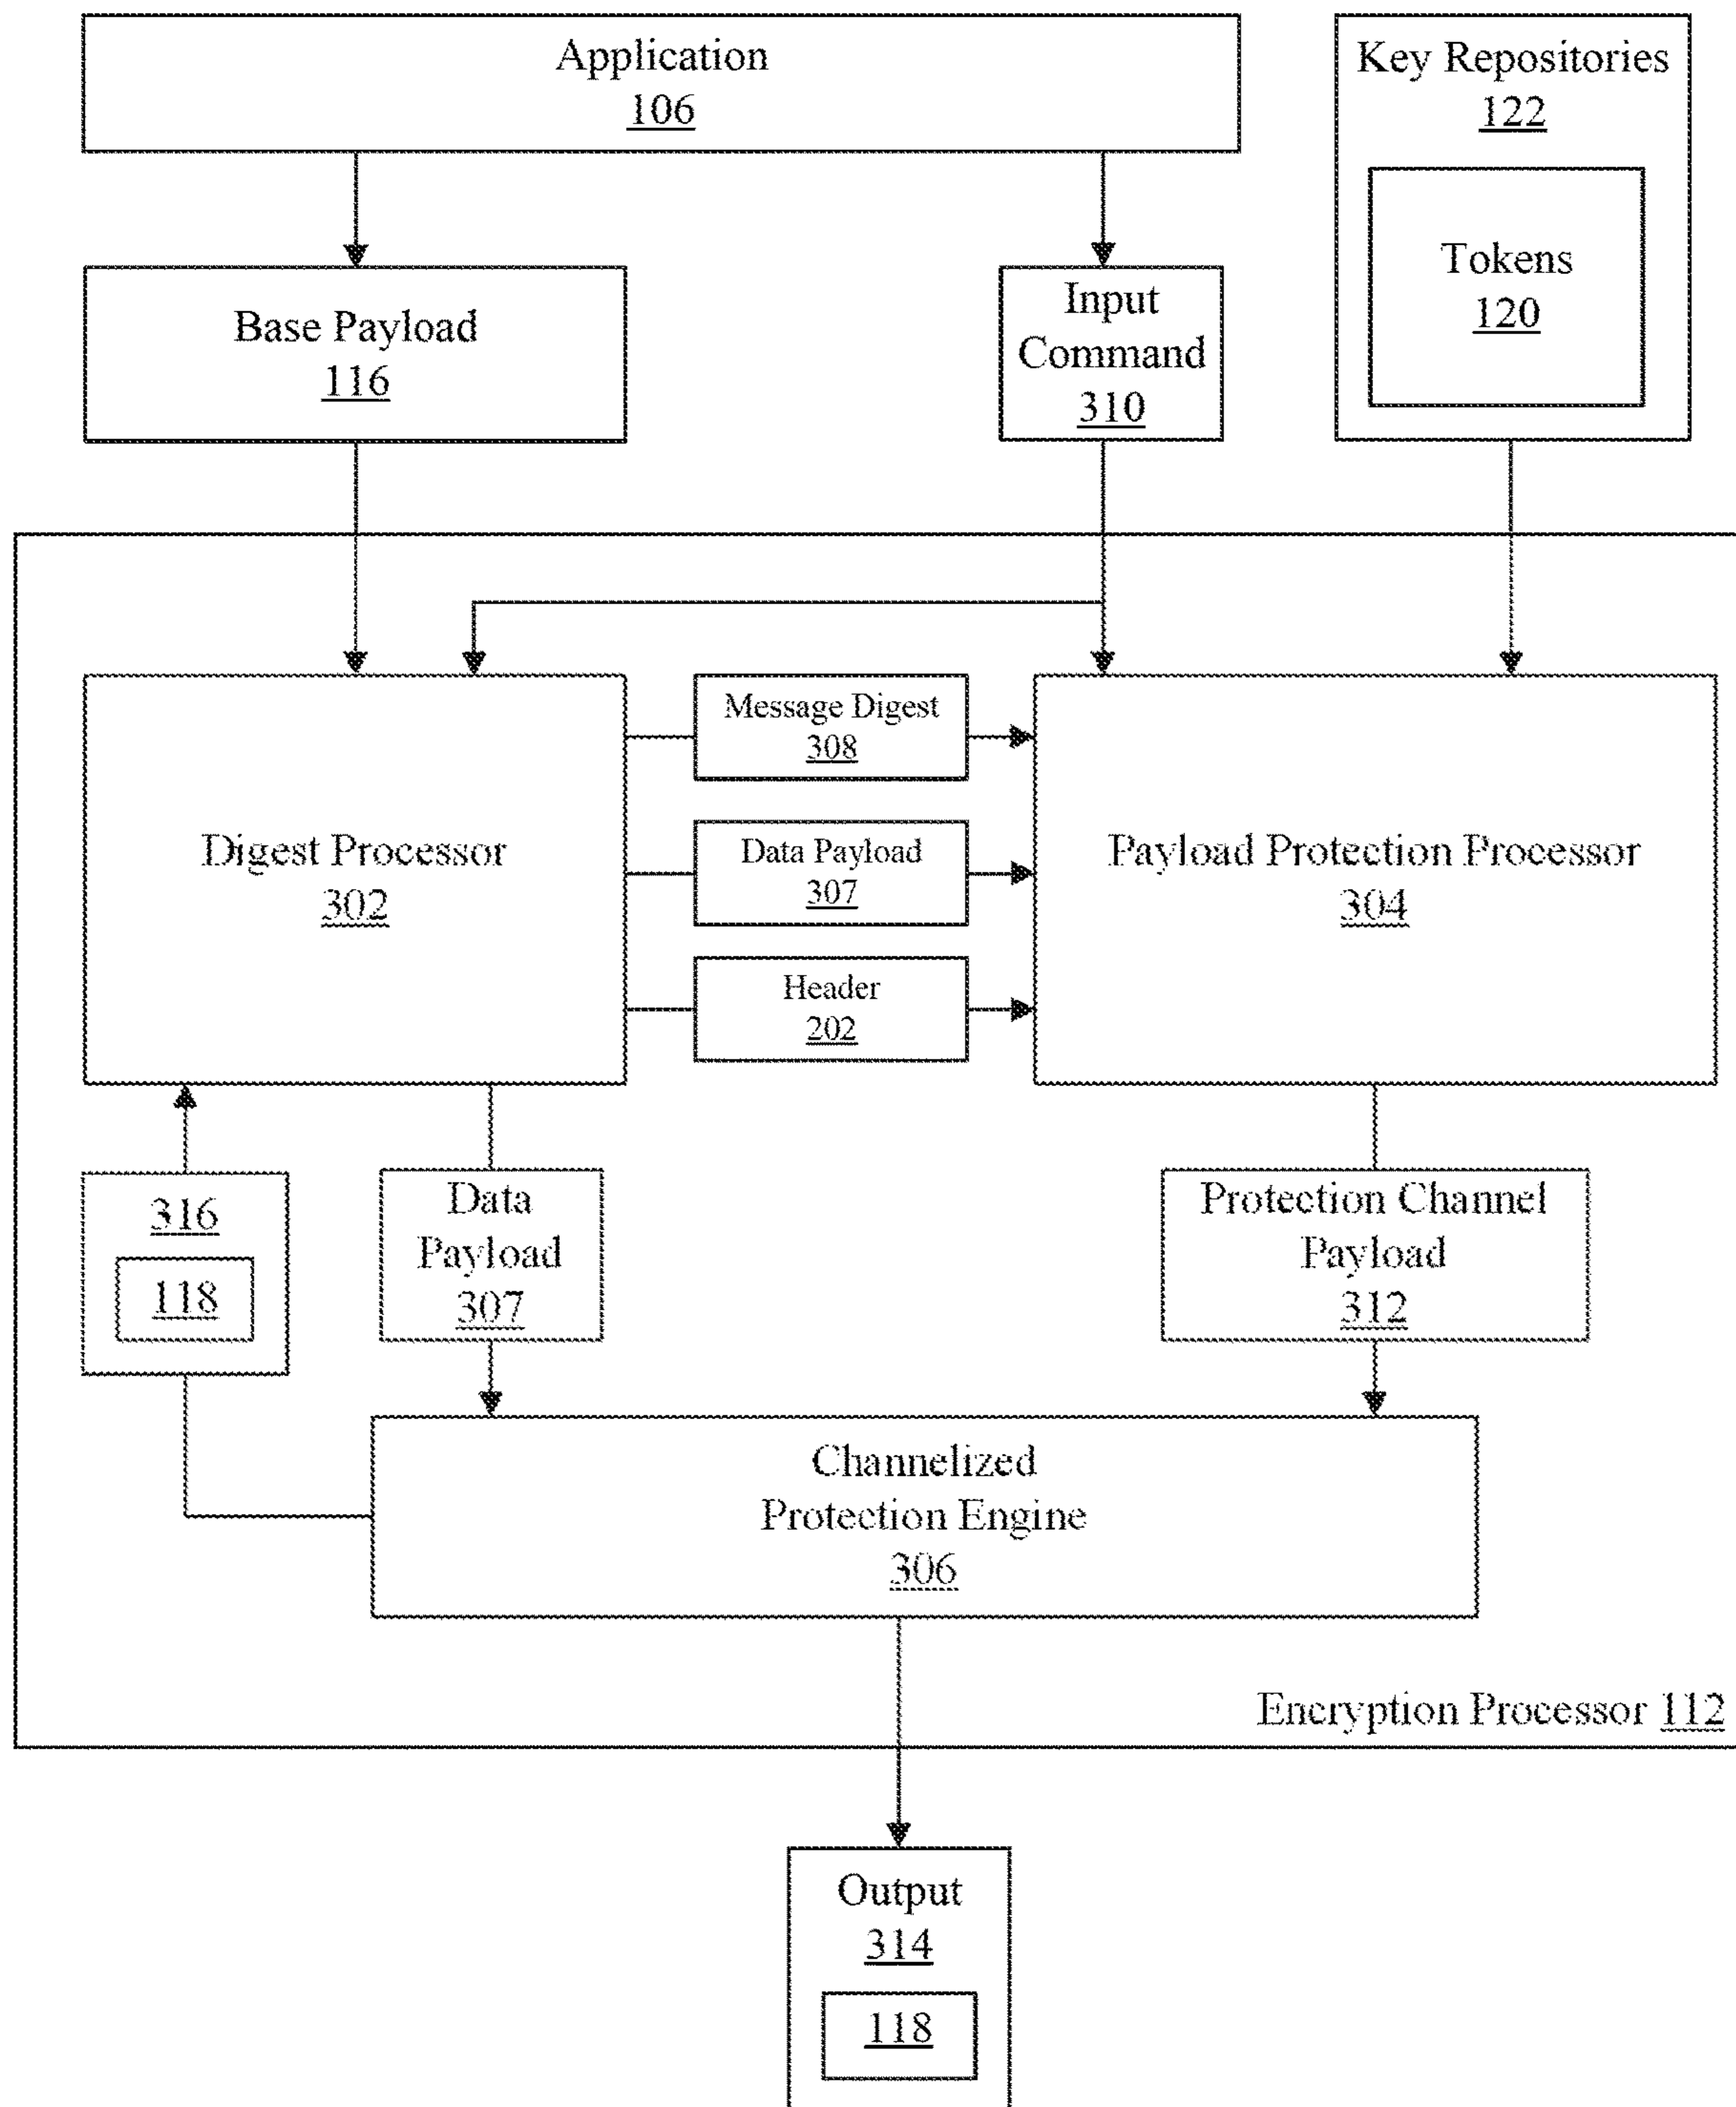 Application
106
Key Repositories
122
Tokens
120
Base Payload
116
Input
Command
310
Digest Processor
302
Message Digest
308
Data Payload
307
Header
202
Payload Protection Processor
304
316
118
Data
Payload
307
Protection Channel
Payload
312
Channelized
Protection Engine
306
Encryption Processor 112
Output
314
118